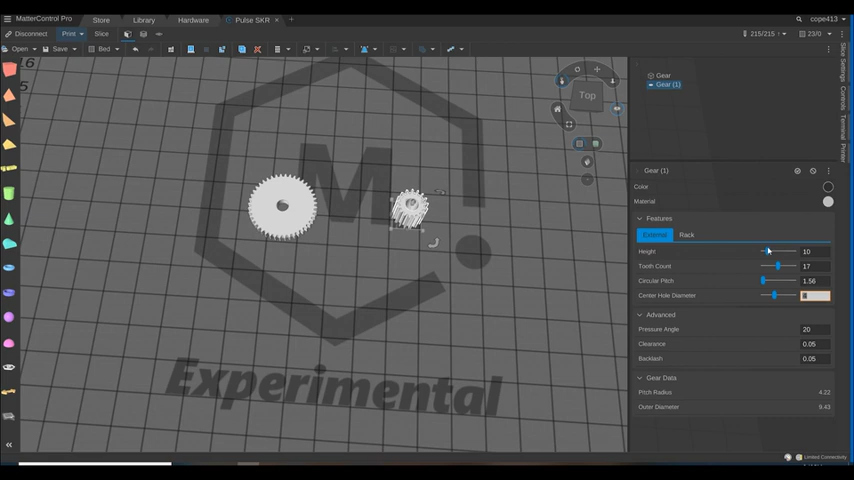 MatterControl Pro
Store
Library
Hardware
Pulse SKR
cope413
Disconnect
Print
Slice
215/215
23/0
Open
Save
Bed
Slice Settings
Controls
Terminal
Printer
16
5
Top
M
Experimental
Gear
Gear (1)
Gear (1)
Color
Material
Features
External
Rack
Height
10
Tooth Count
17
Circular Pitch
1.56
Center Hole Diameter
Advanced
Pressure Angle
20
Clearance
0.05
Backlash
0.05
Gear Data
Pitch Radius
4.22
Outer Diameter
9.43
Limited Connectivity